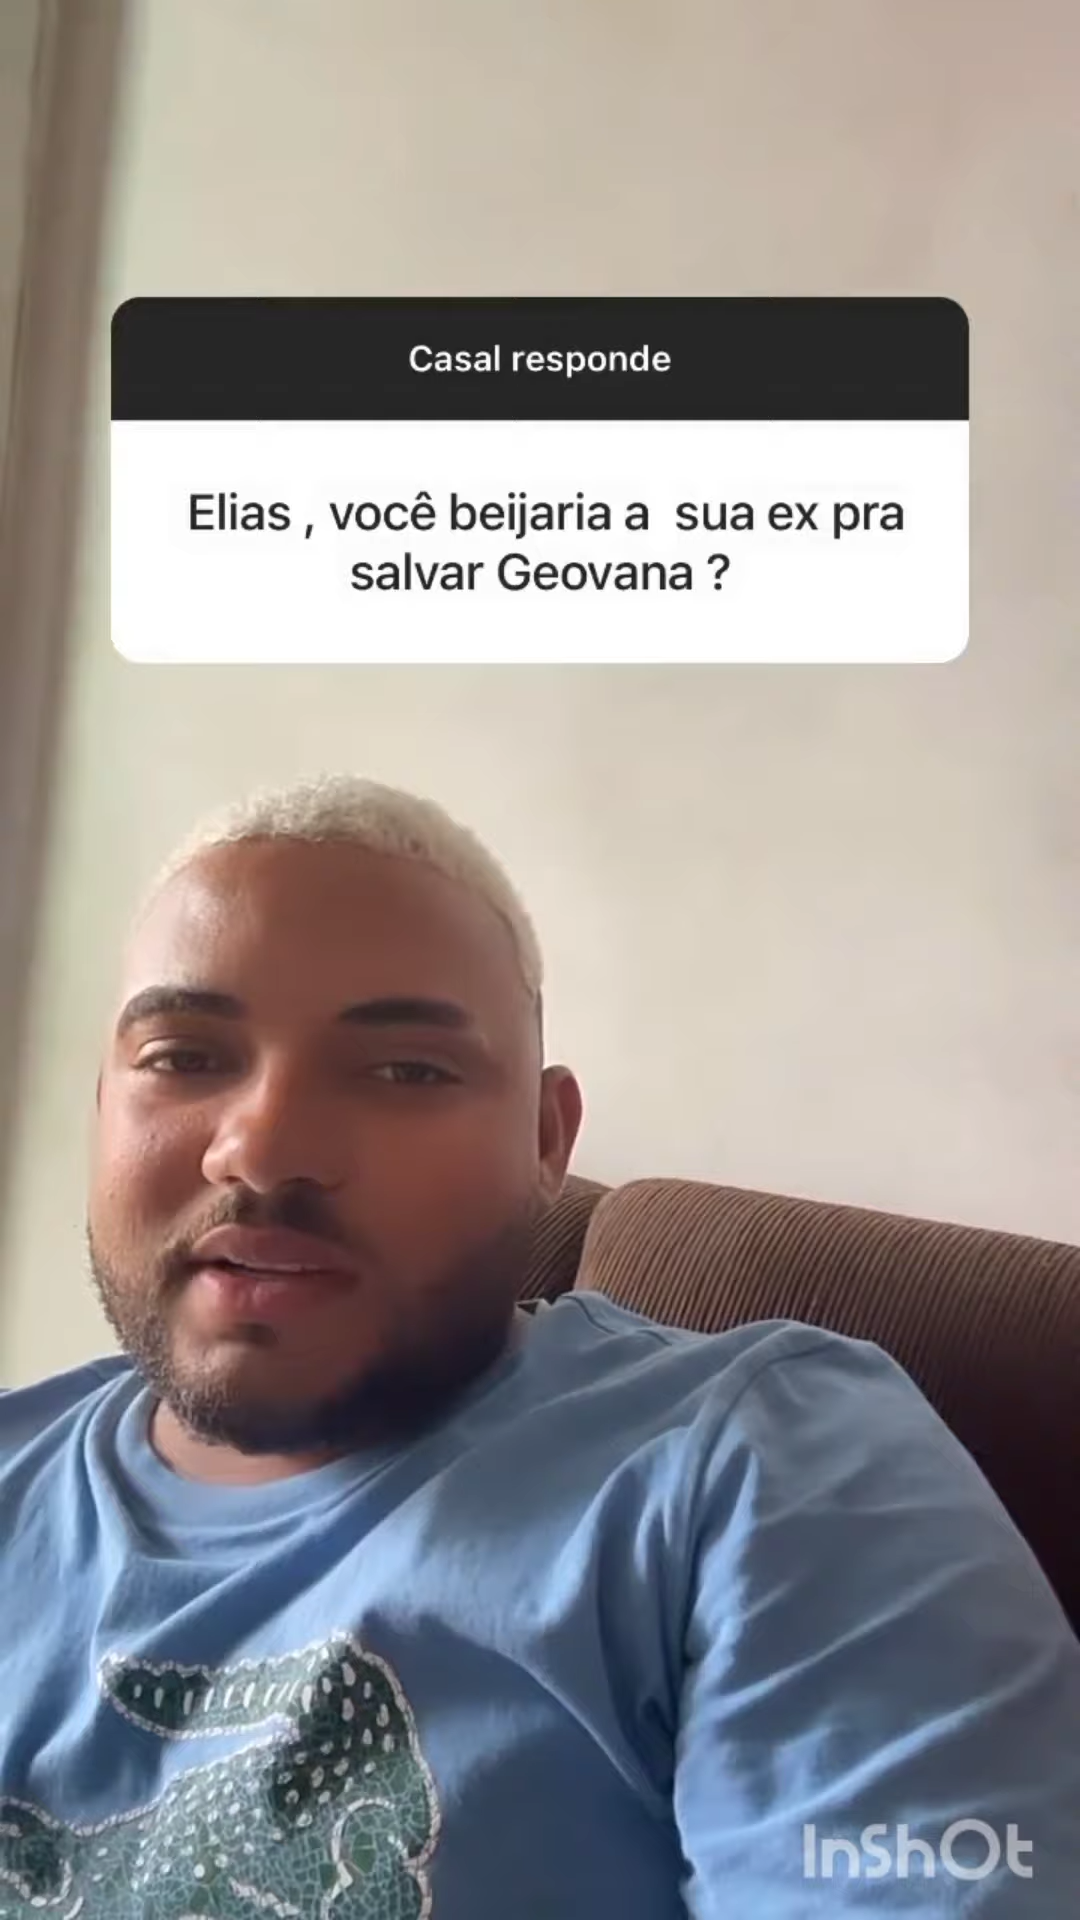 Casal responde
Elias , você beijaria a  sua ex pra
salvar Geovana ?
InShOt